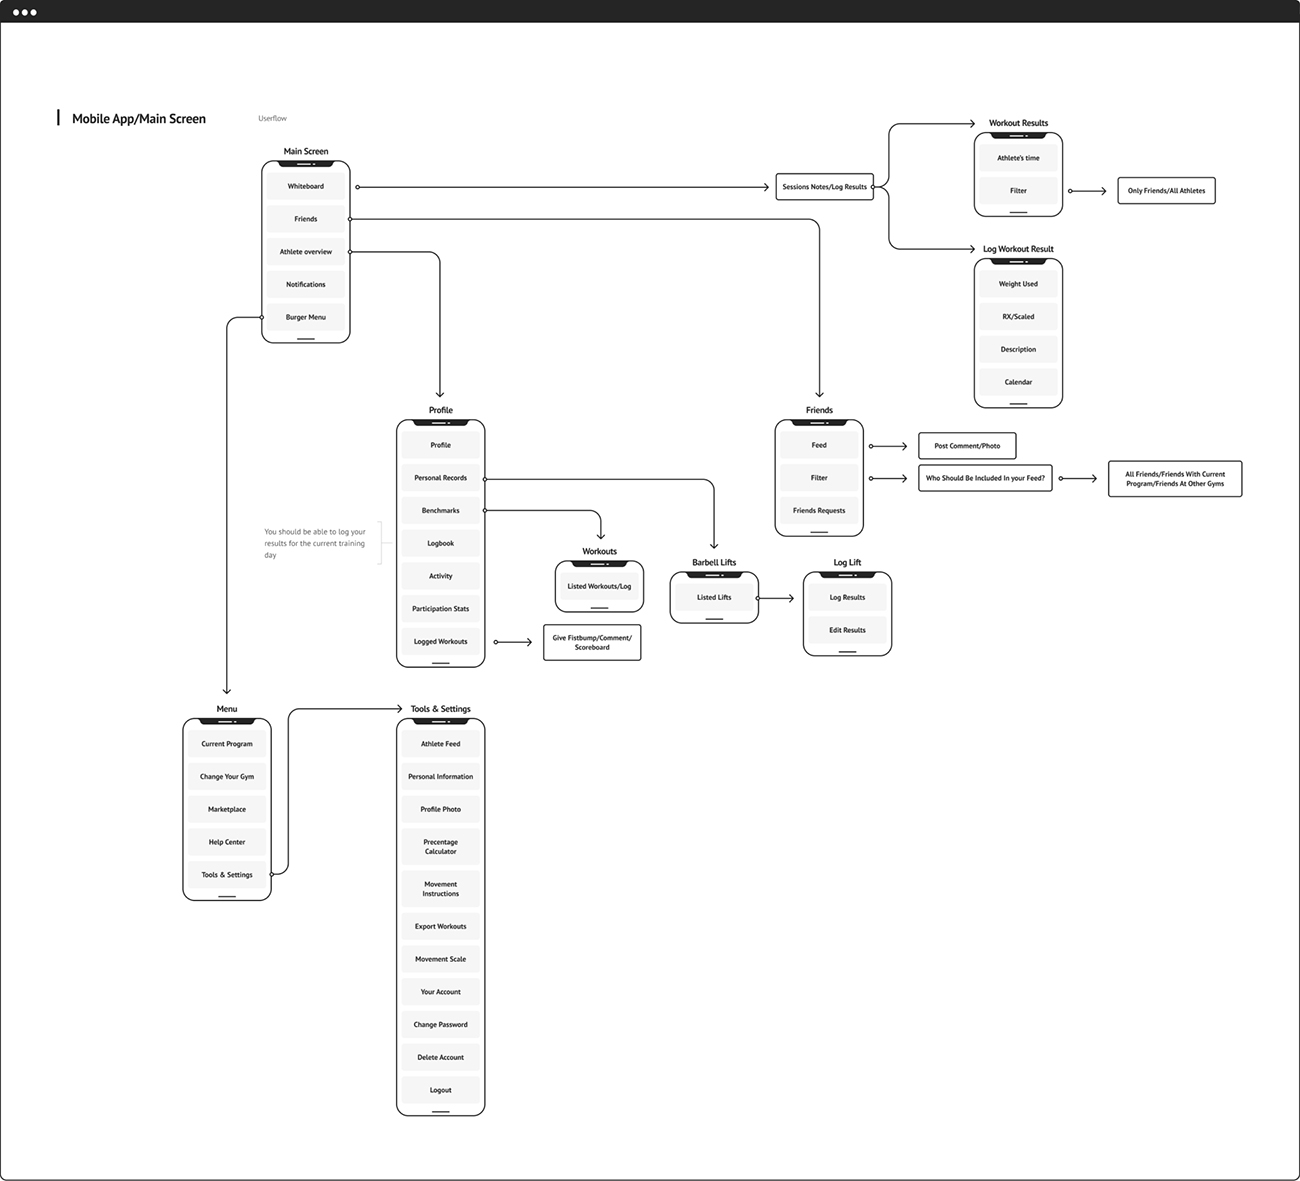 Mobile App/Main Screen
Userflow
Main Screen
Whiteboard
Friends
Athlete overview
Notifications
Burger Menu
Sessions Notes/Log Results
Workout Results
Athlete's time
Filter
Only Friends/All Athletes
Log Workout Result
Weight Used
RX/Scaled
Description
Calendar
Profile
Profile
Personal Records
Benchmarks
Logbook
Activity
Participation Stats
Logged Workouts
You should be able to log your
results for the current training
day
Workouts
Listed Workouts/Log
Give Fistbump/Comment/
Scoreboard
Barbell Lifts
Listed Lifts
Log Lift
Log Results
Edit Results
Friends
Feed
Filter
Friends Requests
Post Comment/Photo
Who Should Be Included In your Feed?
All Friends/Friends With Current
Program/Friends At Other Gyms
Menu
Current Program
Change Your Gym
Marketplace
Help Center
Tools & Settings
Tools & Settings
Athlete Feed
Personal Information
Profile Photo
Precentage
Calculator
Movement
Instructions
Export Workouts
Movement Scale
Your Account
Change Password
Delete Account
Logout